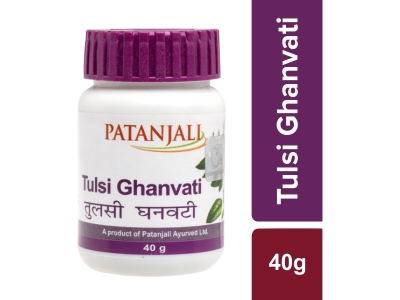 PATANJALI
Tulsi Ghanvati
तुलसी घनवटी
A product of Patanjali Ayurved Ltd.
40 g
Tulsi Ghanvati
40g